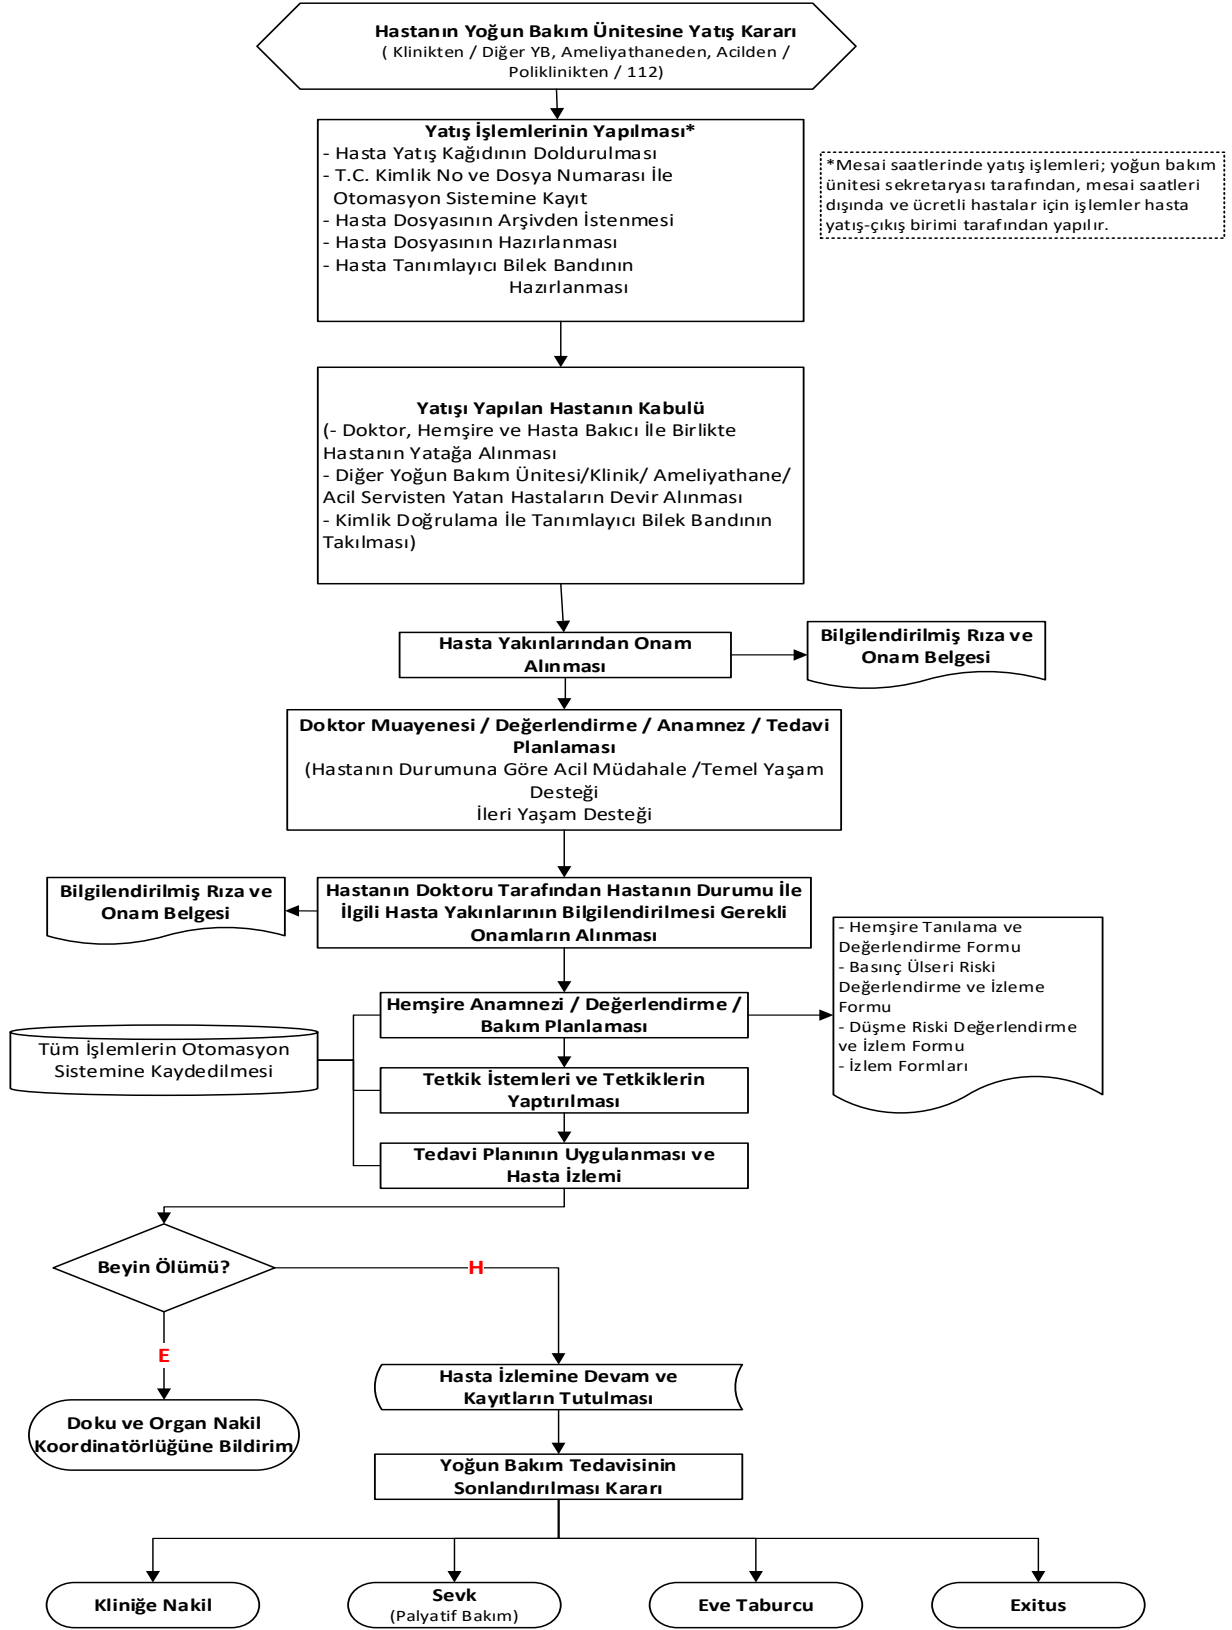 Hastanın Yoğun Bakım Ünitesine Yatış Kararı
( Klinikten / Diğer YB, Ameliyathaneden, Acilden /
Poliklinikten / 112)
Yatış İşlemlerinin Yapılması*
- Hasta Yatış Kağıdının Doldurulması
- T.C. Kimlik No ve Dosya Numarası İle
Otomasyon Sistemine Kayıt
- Hasta Dosyasının Arşivden İstenmesi
- Hasta Dosyasının Hazırlanması
- Hasta Tanımlayıcı Bilek Bandının
Hazırlanması
*Mesai saatlerinde yatış işlemleri; yoğun bakım
ünitesi sekretaryası tarafından, mesai saatleri
dışında ve ücretli hastalar için işlemler hasta
yatış-çıkış birimi tarafından yapılır.
Yatışı Yapılan Hastanın Kabulü
(- Doktor, Hemşire ve Hasta Bakıcı İle Birlikte
Hastanın Yatağa Alınması
- Diğer Yoğun Bakım Ünitesi/Klinik/ Ameliyathane/
Acil Servisten Yatan Hastaların Devir Alınması
- Kimlik Doğrulama İle Tanımlayıcı Bilek Bandının
Takılması)
Hasta Yakınlarından Onam
Alınması
Bilgilendirilmiş Rıza ve
Onam Belgesi
Doktor Muayenesi / Değerlendirme / Anamnez / Tedavi
Planlaması
(Hastanın Durumuna Göre Acil Müdahale /Temel Yaşam
Desteği
İleri Yaşam Desteği
Bilgilendirilmiş Rıza ve
Onam Belgesi
Hastanın Doktoru Tarafından Hastanın Durumu İle
İlgili Hasta Yakınlarının Bilgilendirilmesi Gerekli
Onamların Alınması
- Hemşire Tanılama ve
Değerlendirme Formu
- Basınç Ülseri Riski
Değerlendirme ve İzleme
Formu
- Düşme Riski Değerlendirme
ve İzlem Formu
- İzlem Formları
Hemşire Anamnezi / Değerlendirme /
Bakım Planlaması
Tüm İşlemlerin Otomasyon
Sistemine Kaydedilmesi
Tetkik İstemleri ve Tetkiklerin
Yaptırılması
Tedavi Planının Uygulanması ve
Hasta İzlemi
Beyin Ölümü?
H
E
Hasta İzlemine Devam ve
Kayıtların Tutulması
Doku ve Organ Nakil
Koordinatörlüğüne Bildirim
Yoğun Bakım Tedavisinin
Sonlandırılması Kararı
Kliniğe Nakil
Sevk
(Palyatif Bakım)
Eve Taburcu
Exitus